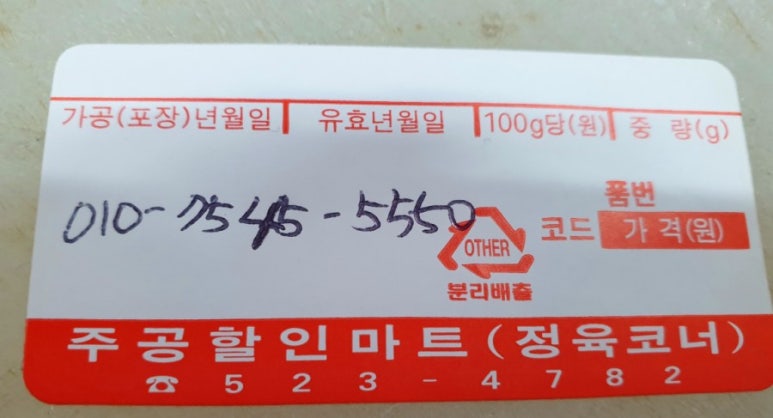 가공(포장)년월일 유효년월일 100g당(원) 중 량(g)
품번
010-7545-5550 OTHER 코드 가 격(원)
분리배출
주공할인마트(정육코너)
☎ 523-4782